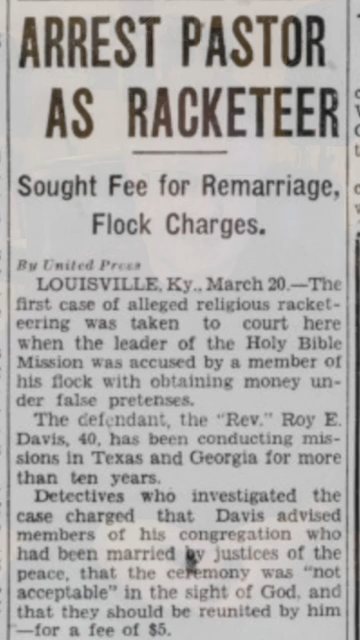 ARREST PASTOR
AS RACKETEER
Sought Fee for Remarriage,
Flock Charges.
By United Press
LOUISVILLE, Ky., March 20.—The
first case of alleged religious racket-
eering was taken to court here
when the leader of the Holy Bible
Mission was accused by a member of
his flock with obtaining money un-
der false pretenses.
The defendant, the "Rev." Roy E.
Davis, 40, has been conducting mis-
sions in Texas and Georgia for more
than ten years.
Detectives who investigated the
case charged that Davis advised
members of his congregation who
had been married by justices of the
peace, that the ceremony was "not
acceptable" in the sight of God, and
that they should be reunited by him
—for a fee of $5.